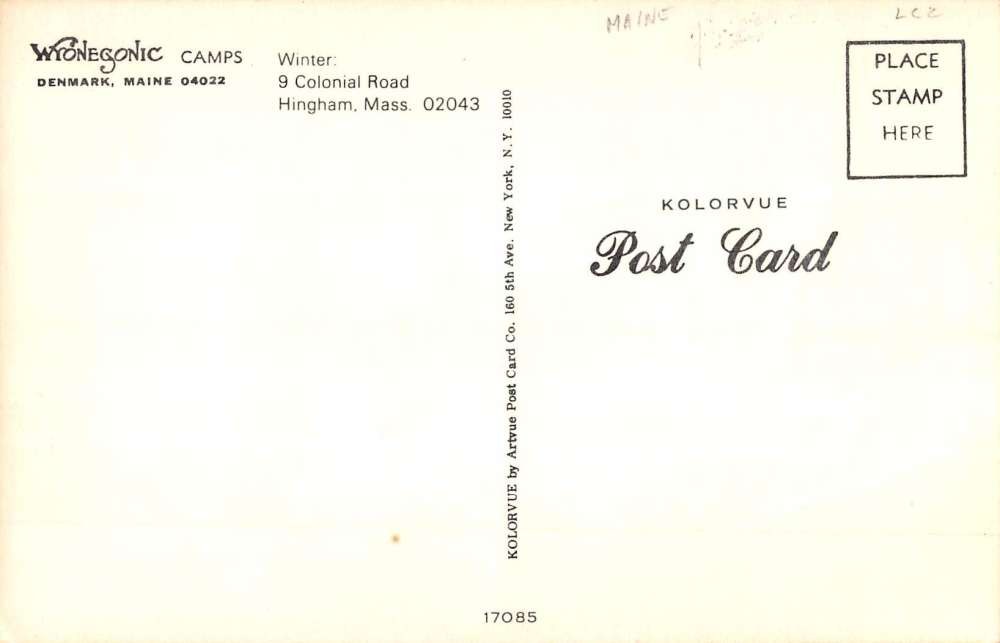 MAINE
LCZ
WYONEGONIC CAMPS
DENMARK, MAINE 04022
Winter:
9 Colonial Road
Hingham, Mass. 02043
KOLORVUE by Artvue Post Card Co. 160 5th Ave. New York, N.Y. 10010
PLACE
STAMP
HERE
KOLORVUE
Post Card
17085